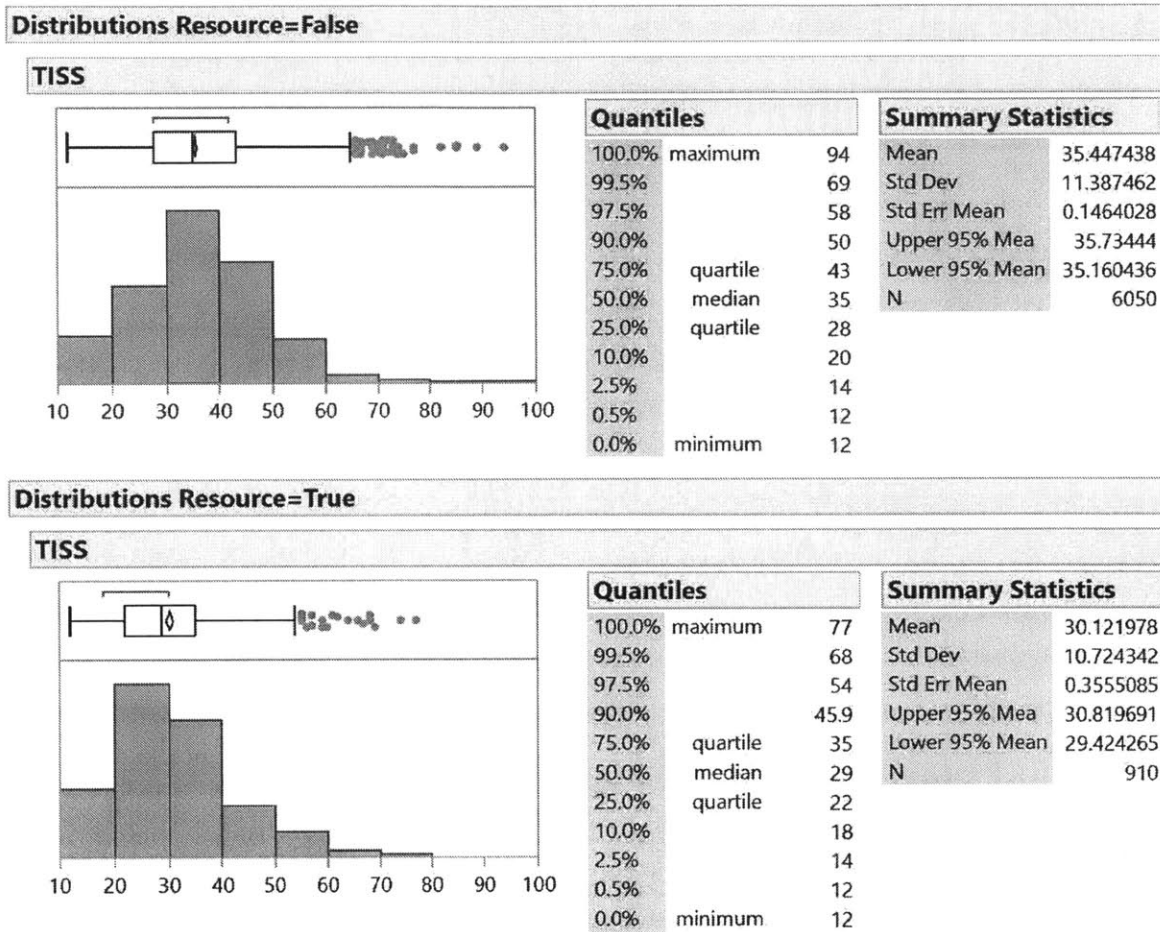 Distributions Resource=False
TISS
10 20 30 40 50 60 70 80 90 100
Quantiles
100.0% maximum 94
99.5% 69
97.5% 58
90.0% 50
75.0% quartile 43
50.0% median 35
25.0% quartile 28
10.0% 20
2.5% 14
0.5% 12
0.0% minimum 12
Summary Statistics
Mean 35.447438
Std Dev 11.387462
Std Err Mean 0.1464028
Upper 95% Mea 35.73444
Lower 95% Mean 35.160436
N 6050
Distributions Resource=True
TISS
10 20 30 40 50 60 70 80 90 100
Quantiles
100.0% maximum 77
99.5% 68
97.5% 54
90.0% 45.9
75.0% quartile 35
50.0% median 29
25.0% quartile 22
10.0% 18
2.5% 14
0.5% 12
0.0% minimum 12
Summary Statistics
Mean 30.121978
Std Dev 10.724342
Std Err Mean 0.3555085
Upper 95% Mea 30.819691
Lower 95% Mean 29.424265
N 910